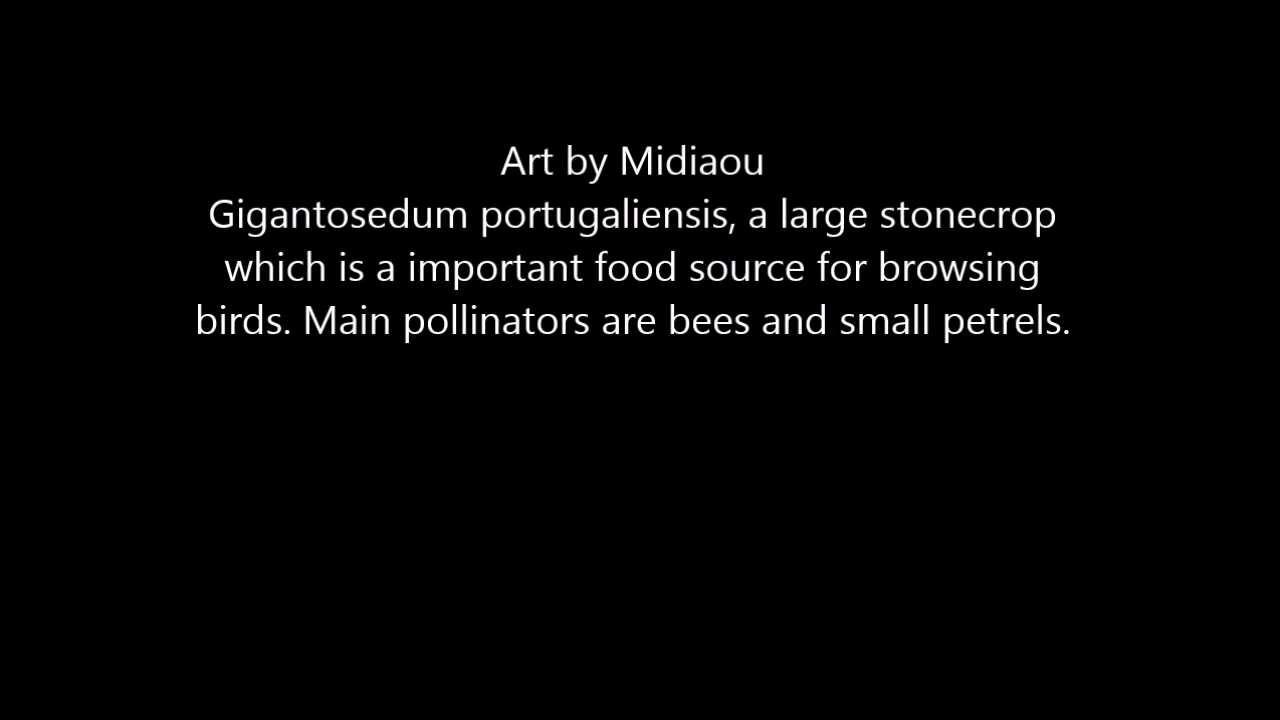 Art by Midiaou
Gigantosedum portugaliensis, a large stonecrop
which is a important food source for browsing
birds. Main pollinators are bees and small petrels.